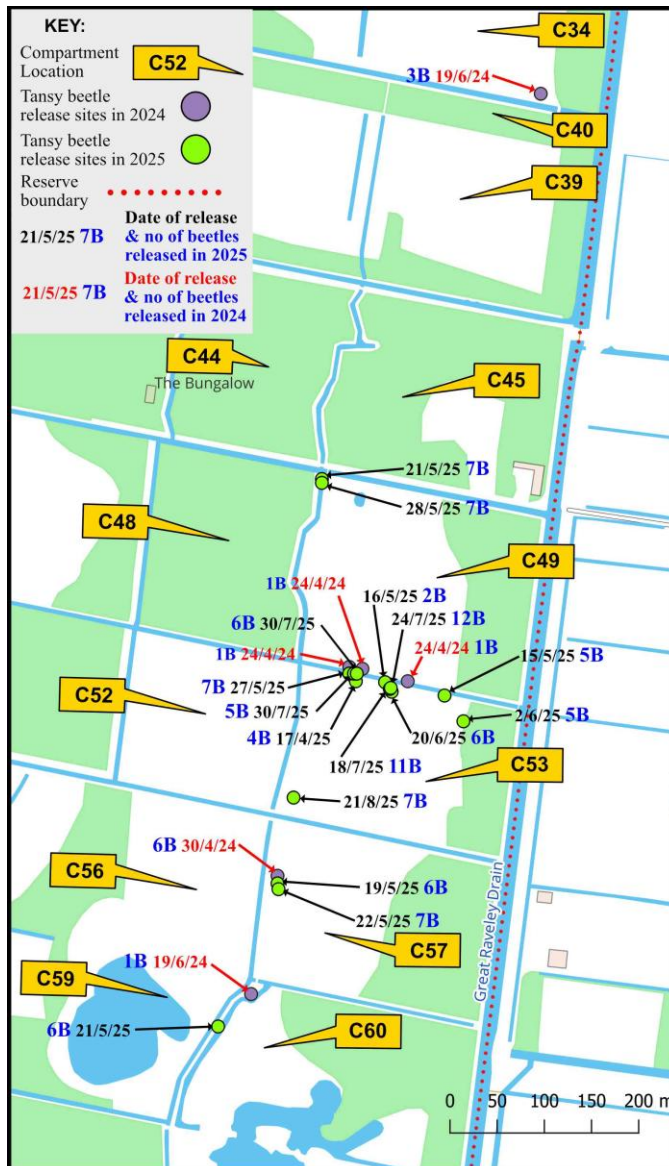 KEY:
Compartment
Location
C52
Tansy beetle
release sites in 2024
Tansy beetle
release sites in 2025
Reserve
boundary
21/5/25 7B
Date of release
& no of beetles
released in 2025
21/5/25 7B
Date of release
& no of beetles
released in 2024
C34
3B 19/6/24
C40
C39
C44
The Bungalow
C45
21/5/25 7B
28/5/25 7B
C48
C49
1B 24/4/24
16/5/25 2B
6B 30/7/25
24/7/25 12B
1B 24/4/24
24/4/24 1B
15/5/25 5B
7B 27/5/25
C52
5B 30/7/25
2/6/25 5B
4B 17/4/25
20/6/25 6B
18/7/25 11B
C53
21/8/25 7B
6B 30/4/24
C56
19/5/25 6B
22/5/25 7B
Great Raveley Drain
C57
1B 19/6/24
C59
6B 21/5/25
C60
0 50 100 150 200 m